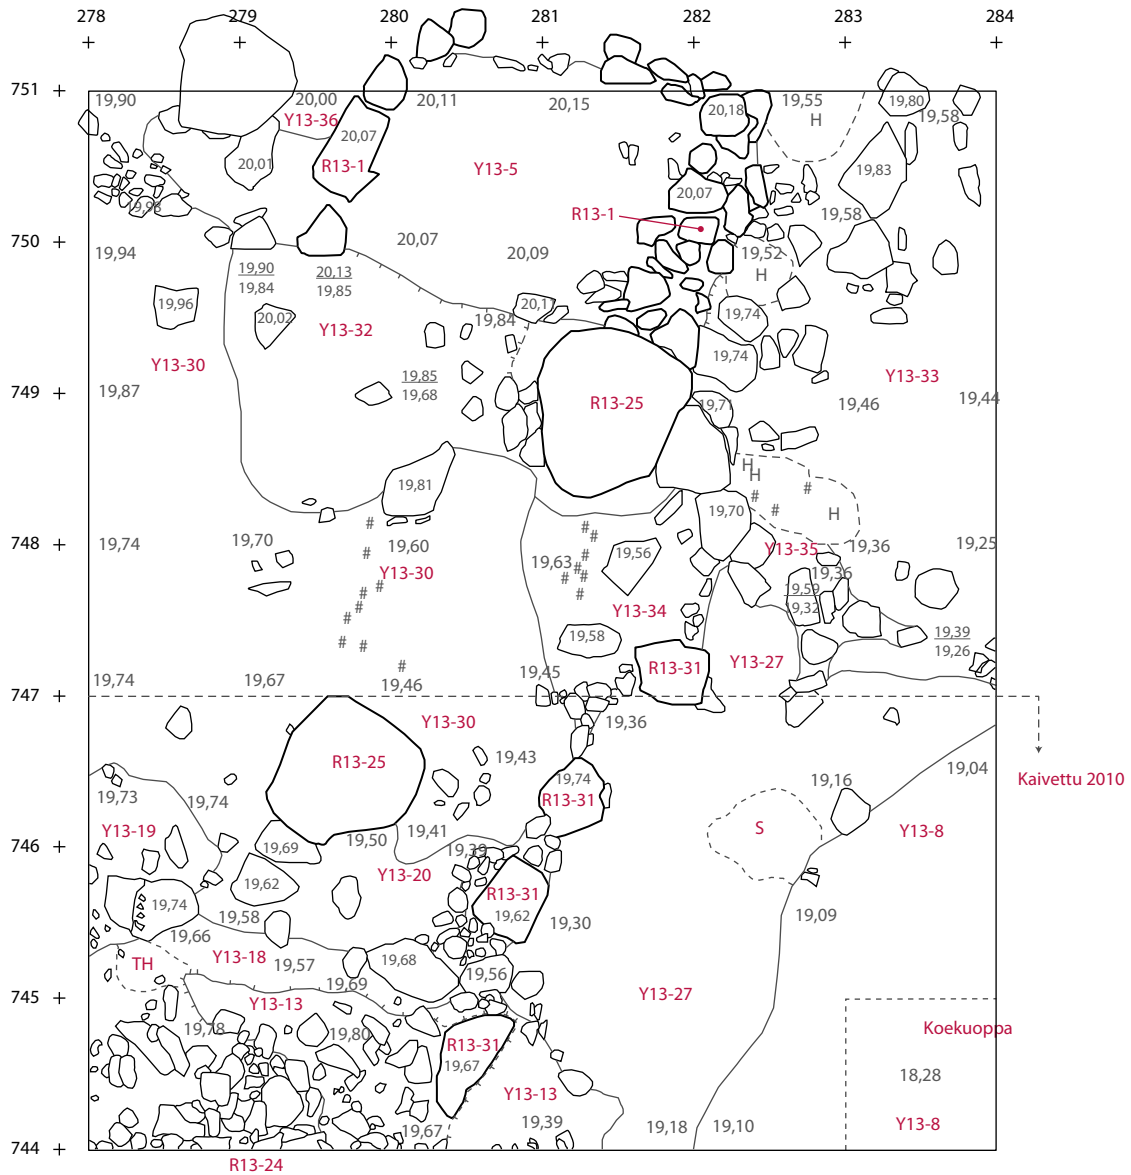 278 279 280 281 282 283 284
751 19,90 20,00 20,11 20,15 20,18 19,55 19,80 19,58
Y13-36 H
20,07
20,01 R13-1 Y13-5 20,07 19,83
19,93 R13-1 19,58
750 19,94 20,07 20,09 19,52
19,90 20,13 H
19,84 19,85
19,96 20,02 Y13-32 19,84 20,11 19,74
Y13-30 19,74 Y13-33
19,85
749 19,87 19,68 R13-25 19,71 19,46 19,44
H
H
19,81 # #
# # # 19,70 # H
#
748 19,74 19,70 # 19,60 # 19,56 Y13-35 19,36 19,25
Y13-30 19,63 # # 19,36
# # # # 19,59
# # Y13-34 19,32
# 19,58 19,39
# # R13-31 Y13-27 19,26
#
747 19,74 19,67 19,46 19,45
Y13-30 19,36
R13-25 19,43 19,04
19,74 19,16 Kaivettu 2010
19,73 19,74 R13-31
Y13-19 19,41 S Y13-8
746 19,69 19,50 19,39
19,62 Y13-20
R13-31
19,74 19,58 19,62 19,30 19,09
19,66
TH Y13-18 19,57 19,68 19,56
745 19,69 Y13-27
Y13-13
19,78 19,80 R13-31 Koekuoppa
19,67
18,28
Y13-13
744 19,67 19,39 19,18 19,10 Y13-8
R13-24